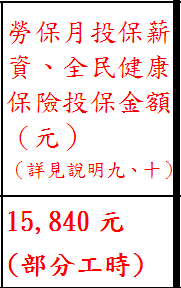 勞保月投保薪
資、全民健康
保險投保金額
（元）
（詳見說明九、十）
15,840 元
(部分工時)